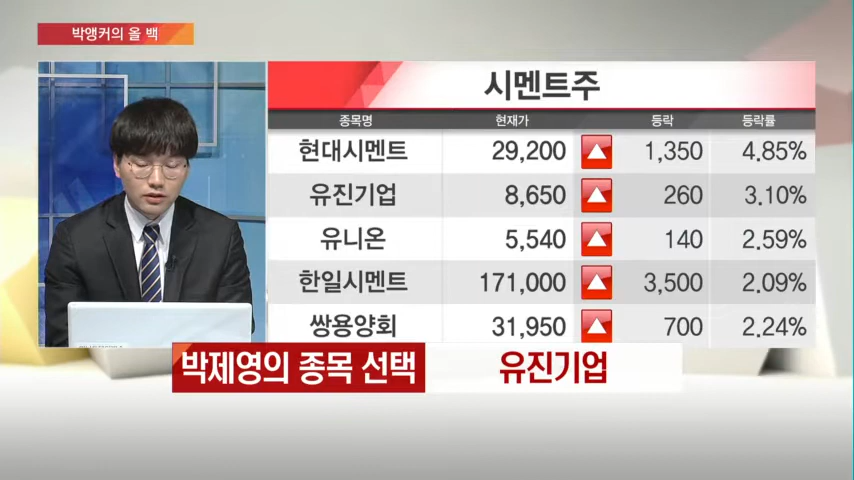 박앵커의 올 백
시멘트주
종목명 현재가 등락 등락률
현대시멘트 29,200 1,350 4.85%
유진기업 8,650 260 3.10%
유니온 5,540 140 2.59%
한일시멘트 171,000 3,500 2.09%
쌍용양회 31,950 700 2.24%
박제영의 종목 선택 유진기업